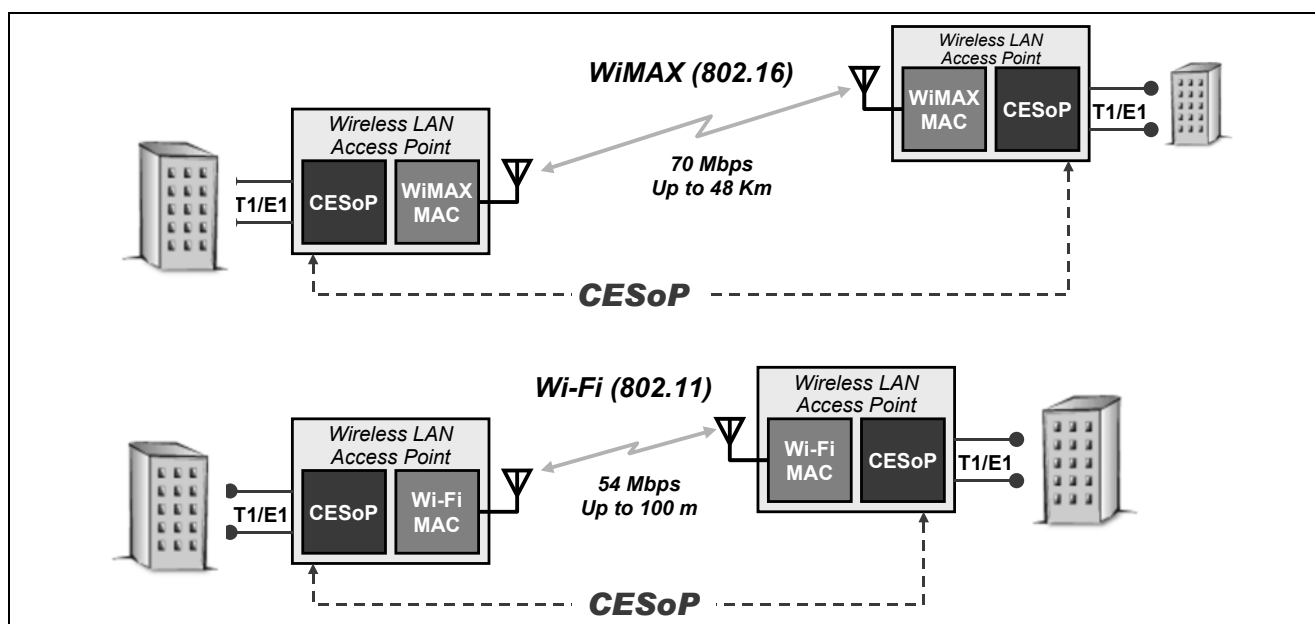 WiMAX (802.16)
Wireless LAN
Access Point
WiMAX
MAC
CESoP
T1/E1
Wireless LAN
Access Point
T1/E1
CESoP
WiMAX
MAC
70 Mbps
Up to 48 Km
CESoP
Wi-Fi (802.11)
Wireless LAN
Access Point
Wi-Fi
MAC
CESoP
T1/E1
Wireless LAN
Access Point
T1/E1
CESoP
Wi-Fi
MAC
54 Mbps
Up to 100 m
CESoP